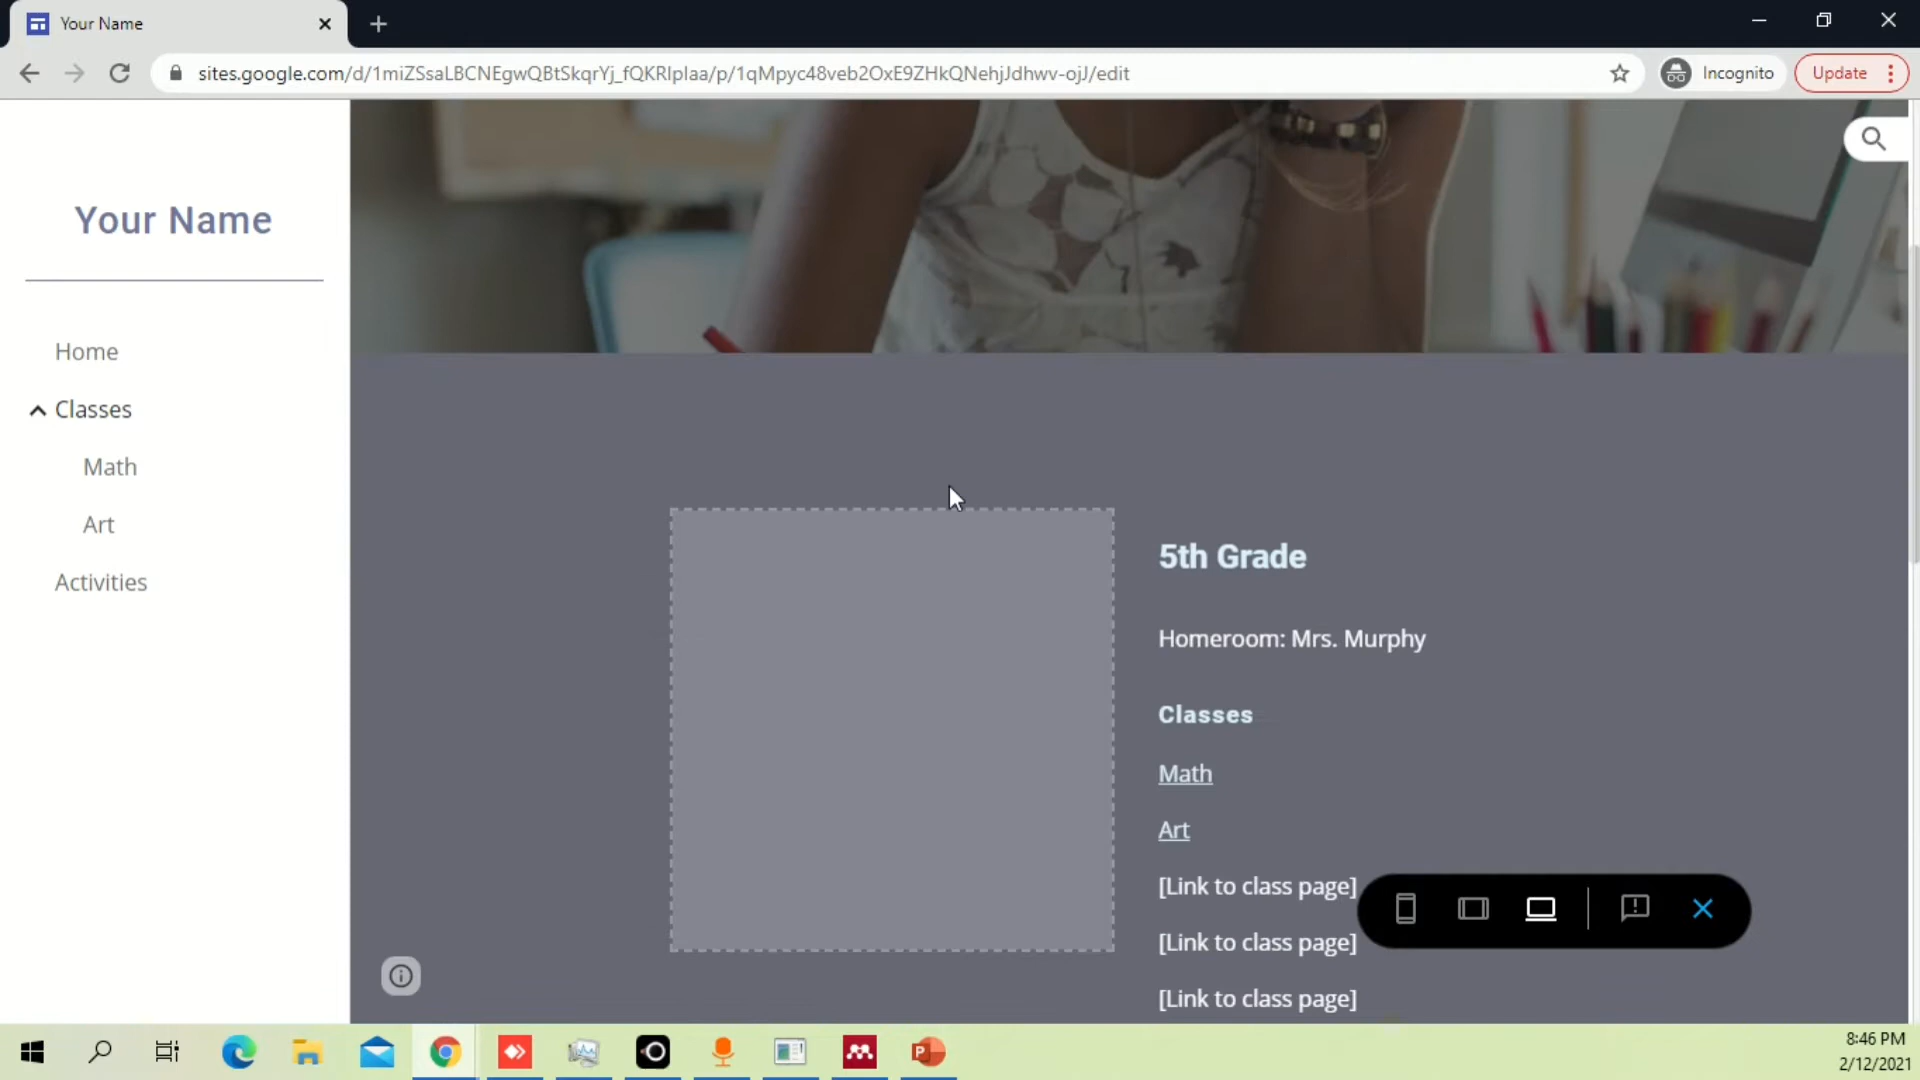 Your Name
sites.google.com/d/1miZSsaLBCNEgwQBtSkqrYj_fQKRIplaa/p/1qMpyc48veb2OxE9ZHkQNehjJdhwv-ojJ/edit
Incognito
Update
Your Name
Home
Classes
Math
Art
Activities
5th Grade
Homeroom: Mrs. Murphy
Classes
Math
Art
[Link to class page]
[Link to class page]
[Link to class page]
8:46 PM
2/12/2021